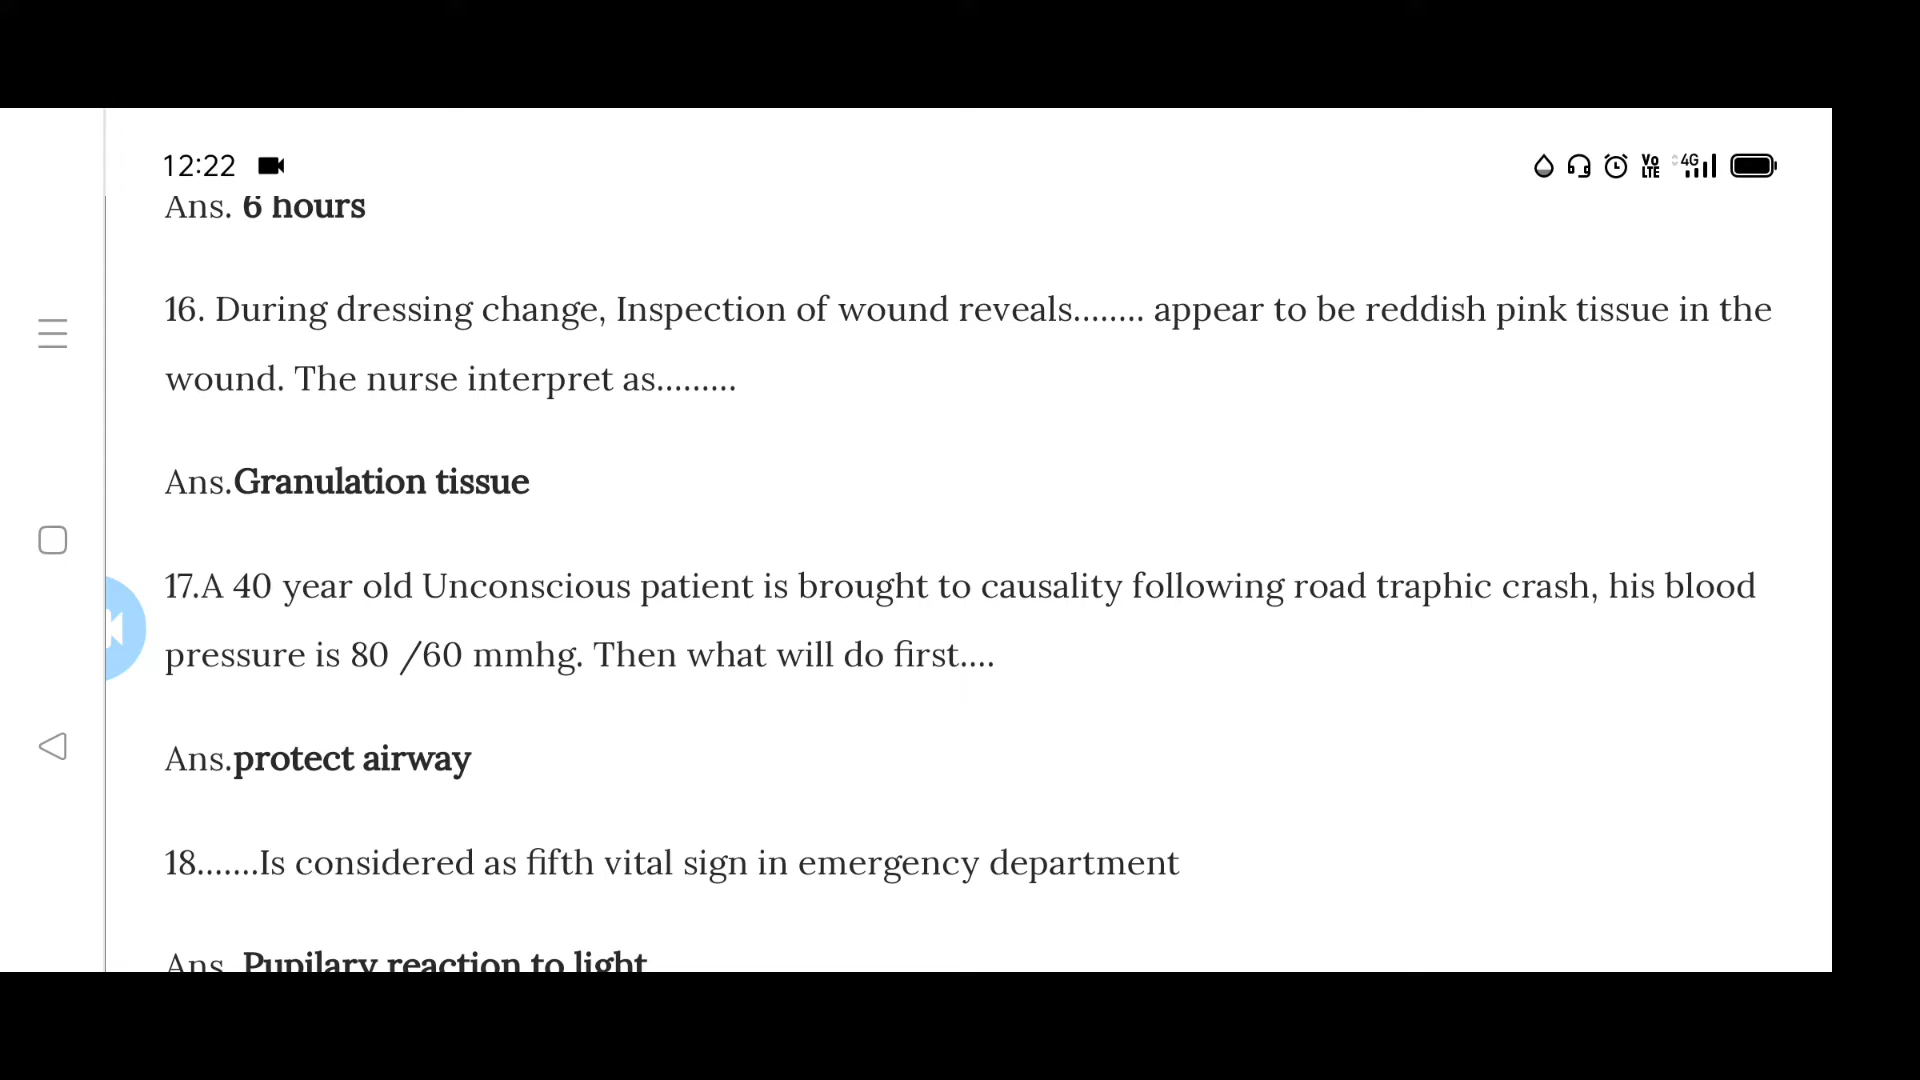 12:22 Vo LTE 4G
Ans. 6 hours
16. During dressing change, Inspection of wound reveals........ appear to be reddish pink tissue in the
wound. The nurse interpret as.........
Ans.Granulation tissue
17.A 40 year old Unconscious patient is brought to causality following road traphic crash, his blood
pressure is 80 /60 mmhg. Then what will do first....
Ans.protect airway
18.......Is considered as fifth vital sign in emergency department
Ans. Pupilary reaction to light